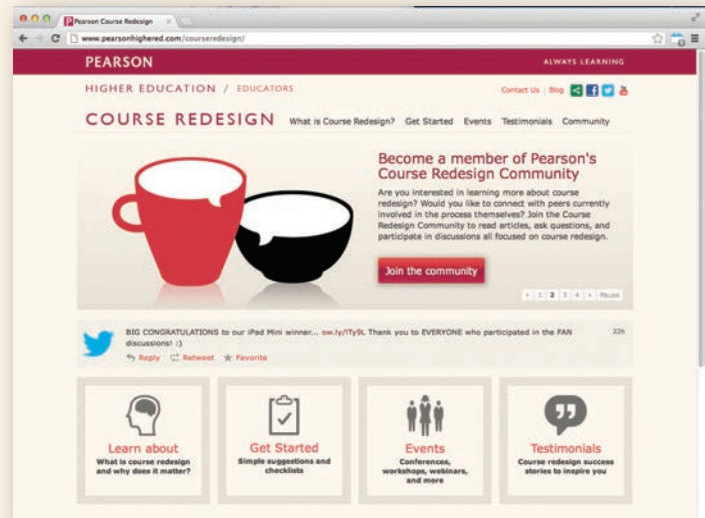 Pearson Course Redesign
www.pearsonhighered.com/courseredesign/
PEARSON
ALWAYS LEARNING
HIGHER EDUCATION / EDUCATORS
Contact Us | Blog
COURSE REDESIGN
What is Course Redesign? Get Started Events Testimonials Community
Become a member of Pearson's
Course Redesign Community
Are you interested in learning more about course
redesign? Would you like to connect with peers currently
involved in the process themselves? Join the Course
Redesign Community to read articles, ask questions, and
participate in discussions all focused on course redesign.
Join the community
« 1 2 3 4 » Pause
BIG CONGRATULATIONS to our iPad Mini winner... ow.ly/lTy9L Thank you to EVERYONE who participated in the FAN
discussions! :)
22h
Reply Retweet Favorite
Learn about
What is course redesign
and why does it matter?
Get Started
Simple suggestions and
checklists
Events
Conferences,
workshops, webinars,
and more
Testimonials
Course redesign success
stories to inspire you